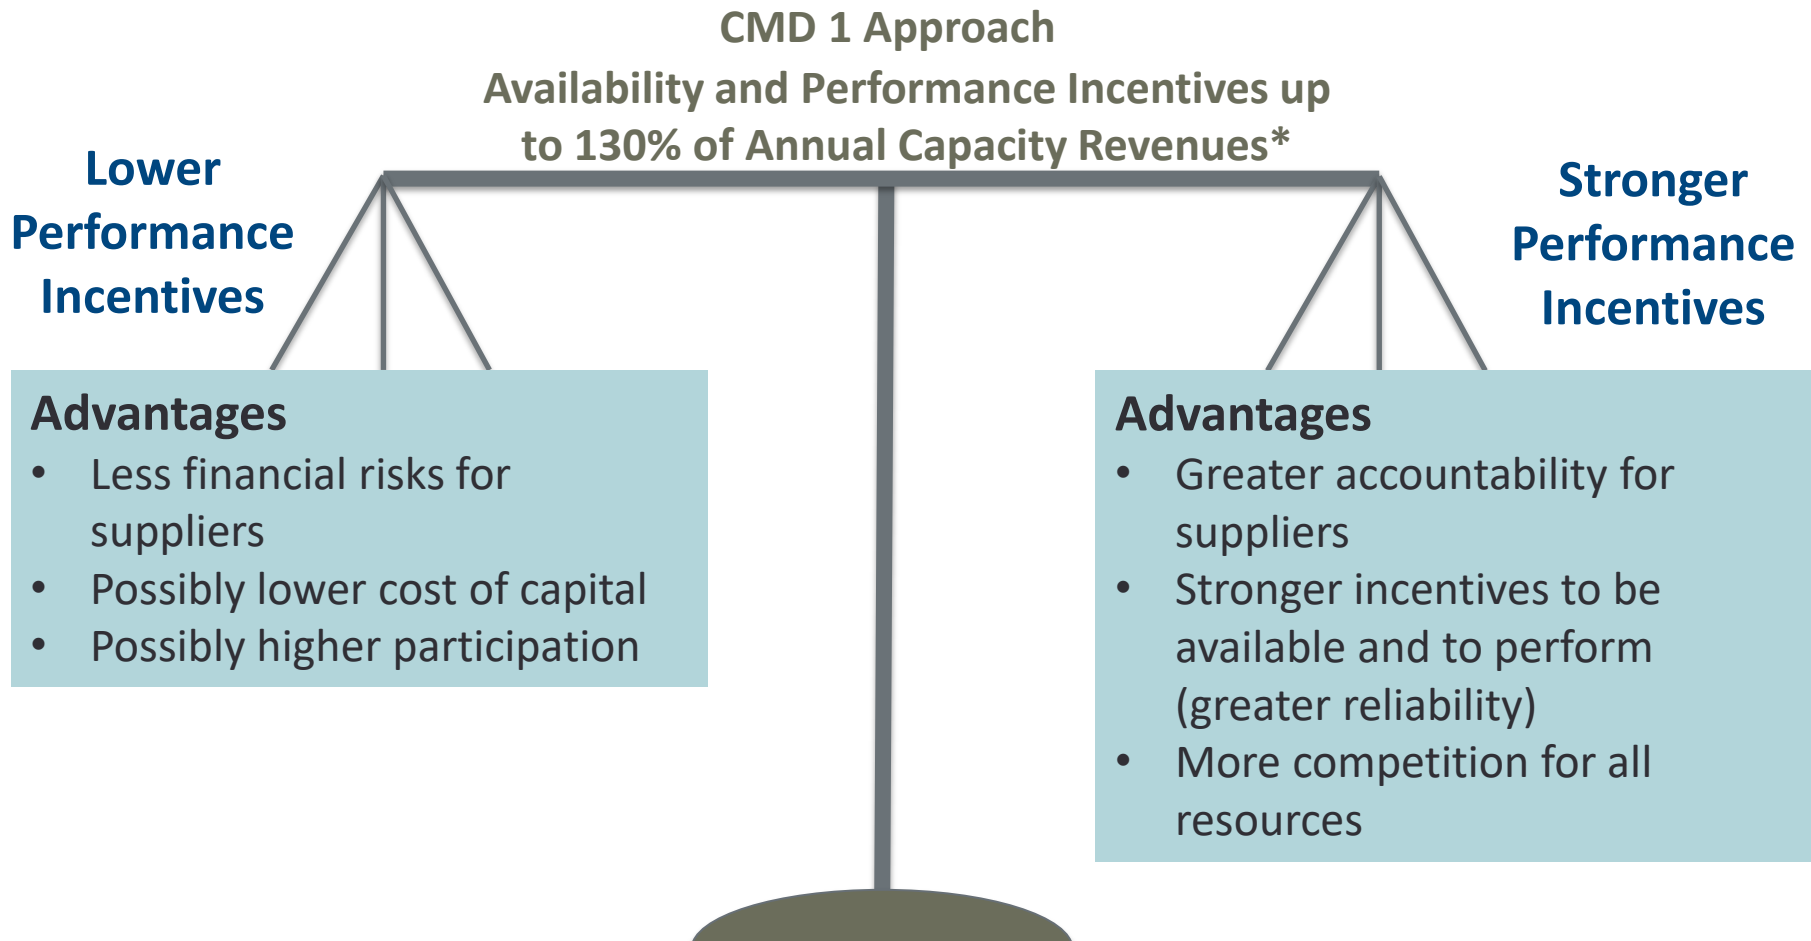 CMD 1 Approach
Availability and Performance Incentives up
to 130% of Annual Capacity Revenues*
Lower
Performance
Incentives
Stronger
Performance
Incentives
Advantages
• Less financial risks for
suppliers
• Possibly lower cost of capital
• Possibly higher participation
Advantages
• Greater accountability for
suppliers
• Stronger incentives to be
available and to perform
(greater reliability)
• More competition for all
resources